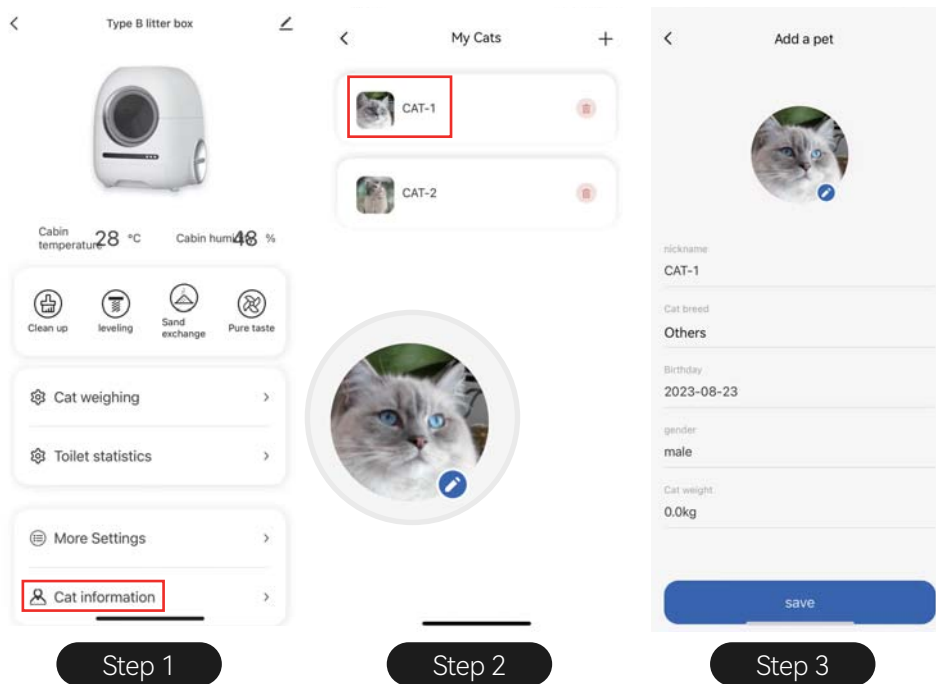 Type B litter box
Cabin
temperature
28 °C
Cabin humidity
48 %
Clean up
leveling
Sand
exchange
Pure taste
Cat weighing
Toilet statistics
More Settings
Cat information
Step 1
My Cats
CAT-1
CAT-2
Step 2
Add a pet
nickname
CAT-1
Cat breed
Others
Birthday
2023-08-23
gender
male
Cat weight
0.0kg
save
Step 3